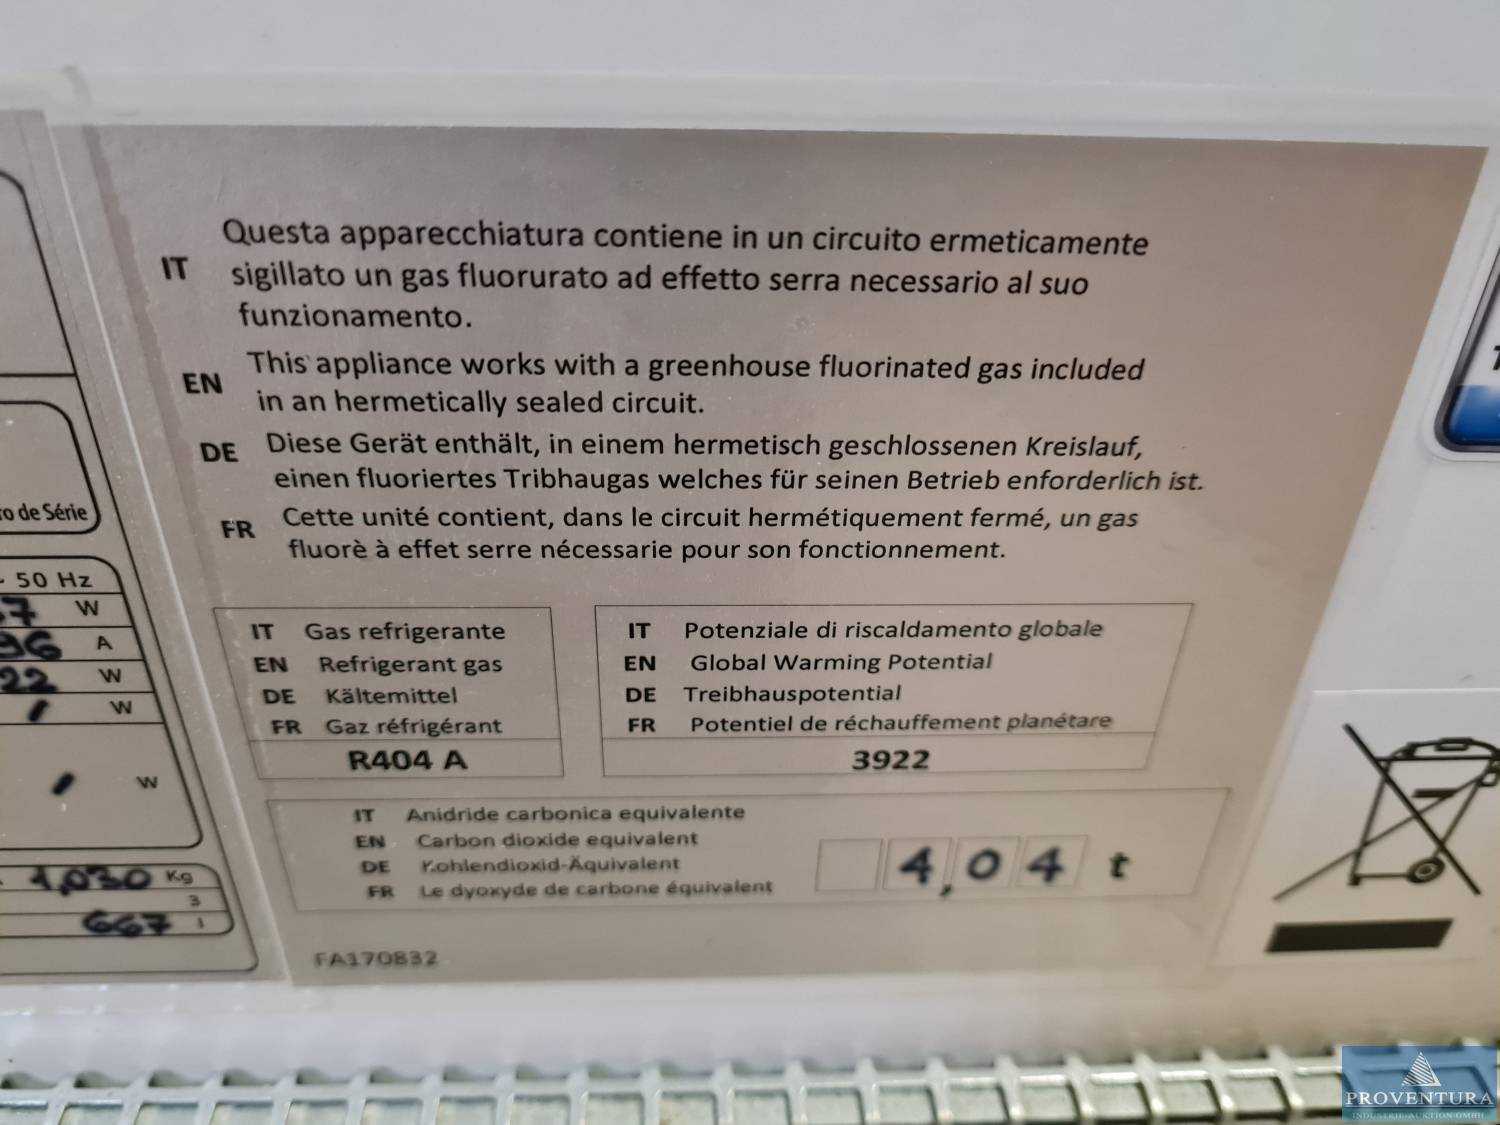 IT Questa apparecchiatura contiene in un circuito ermeticamente
sigillato un gas fluorurato ad effetto serra necessario al suo
funzionamento.
EN This appliance works with a greenhouse fluorinated gas included
in an hermetically sealed circuit.
DE Diese Gerät enthält, in einem hermetisch geschlossenen Kreislauf,
einen fluoriertes Tribhaugas welches für seinen Betrieb enforderlich ist.
FR Cette unité contient, dans le circuit hermétiquement fermé, un gas
fluorè à effet serre nécessarie pour son fonctionnement.
IT Gas refrigerante
EN Refrigerant gas
DE Kältemittel
FR Gaz réfrigérant
R404 A
IT Potenziale di riscaldamento globale
EN Global Warming Potential
DE Treibhauspotential
FR Potentiel de réchauffement planétare
3922
IT Anidride carbonica equivalente
EN Carbon dioxide equivalent
DE Kohlendioxid-Äquivalent
FR Le dyoxyde de carbone équivalent
4,04 t
FA170832
de Série
50 Hz
W
A
22 W
W
W
1,030 Kg
3
667 l
PROVENTURA
INDUSTRIE-AUKTION GMBH